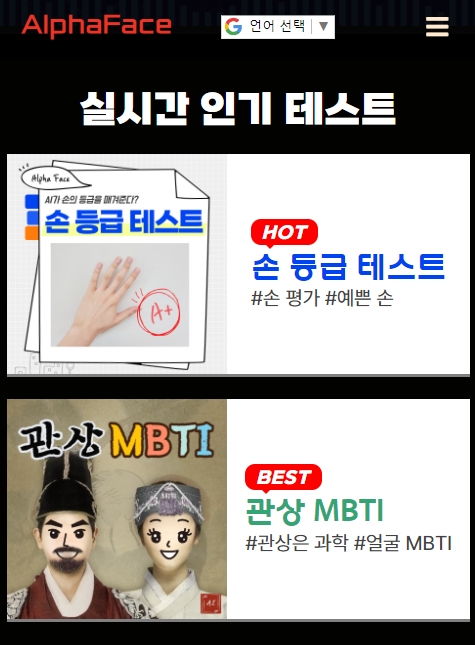 AlphaFace
언어 선택 ▼
실시간 인기 테스트
Alpha Face
AI가 손의 등급을 매겨준다?
손 등급 테스트
A+
HOT
손 등급 테스트
#손 평가 #예쁜 손
관상 MBTI
AI
BEST
관상 MBTI
#관상은 과학 #얼굴 MBTI